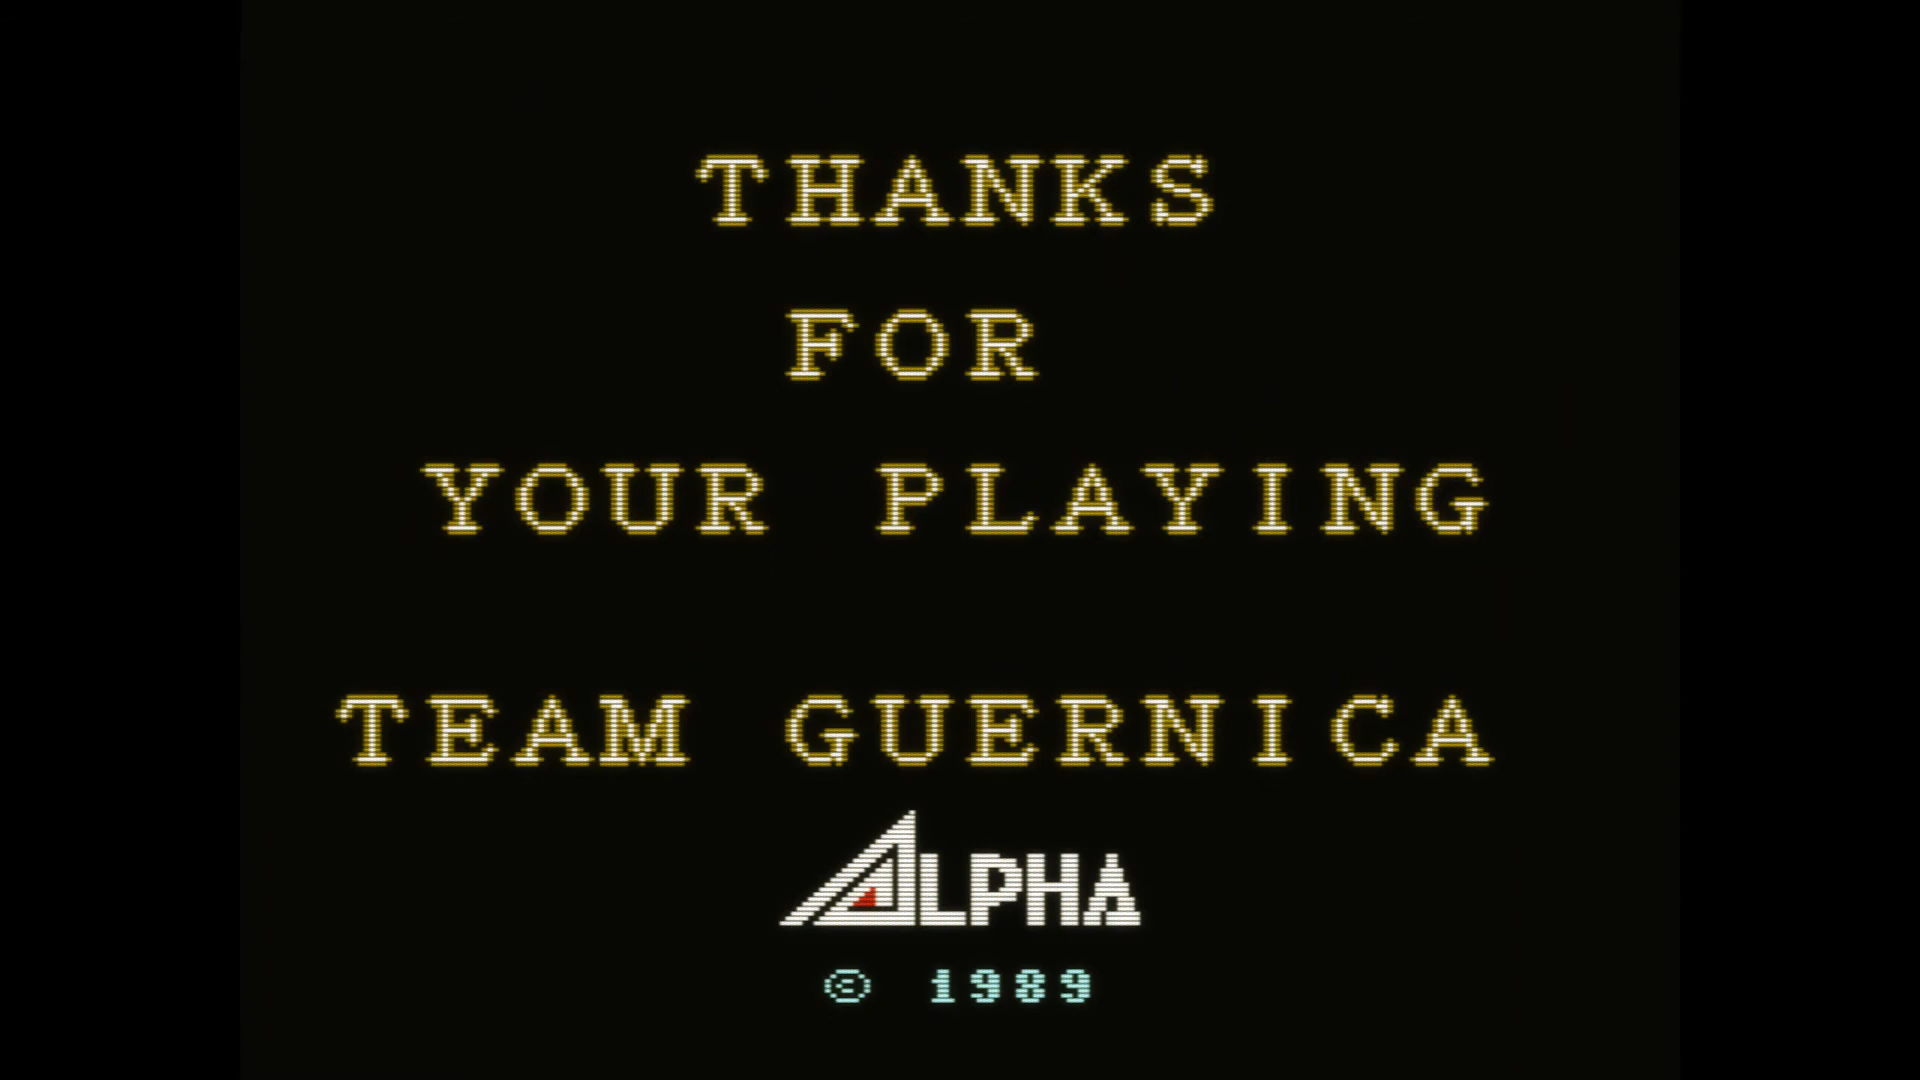 THANKS
FOR
YOUR PLAYING
TEAM GUERNICA
ALPHA
© 1989